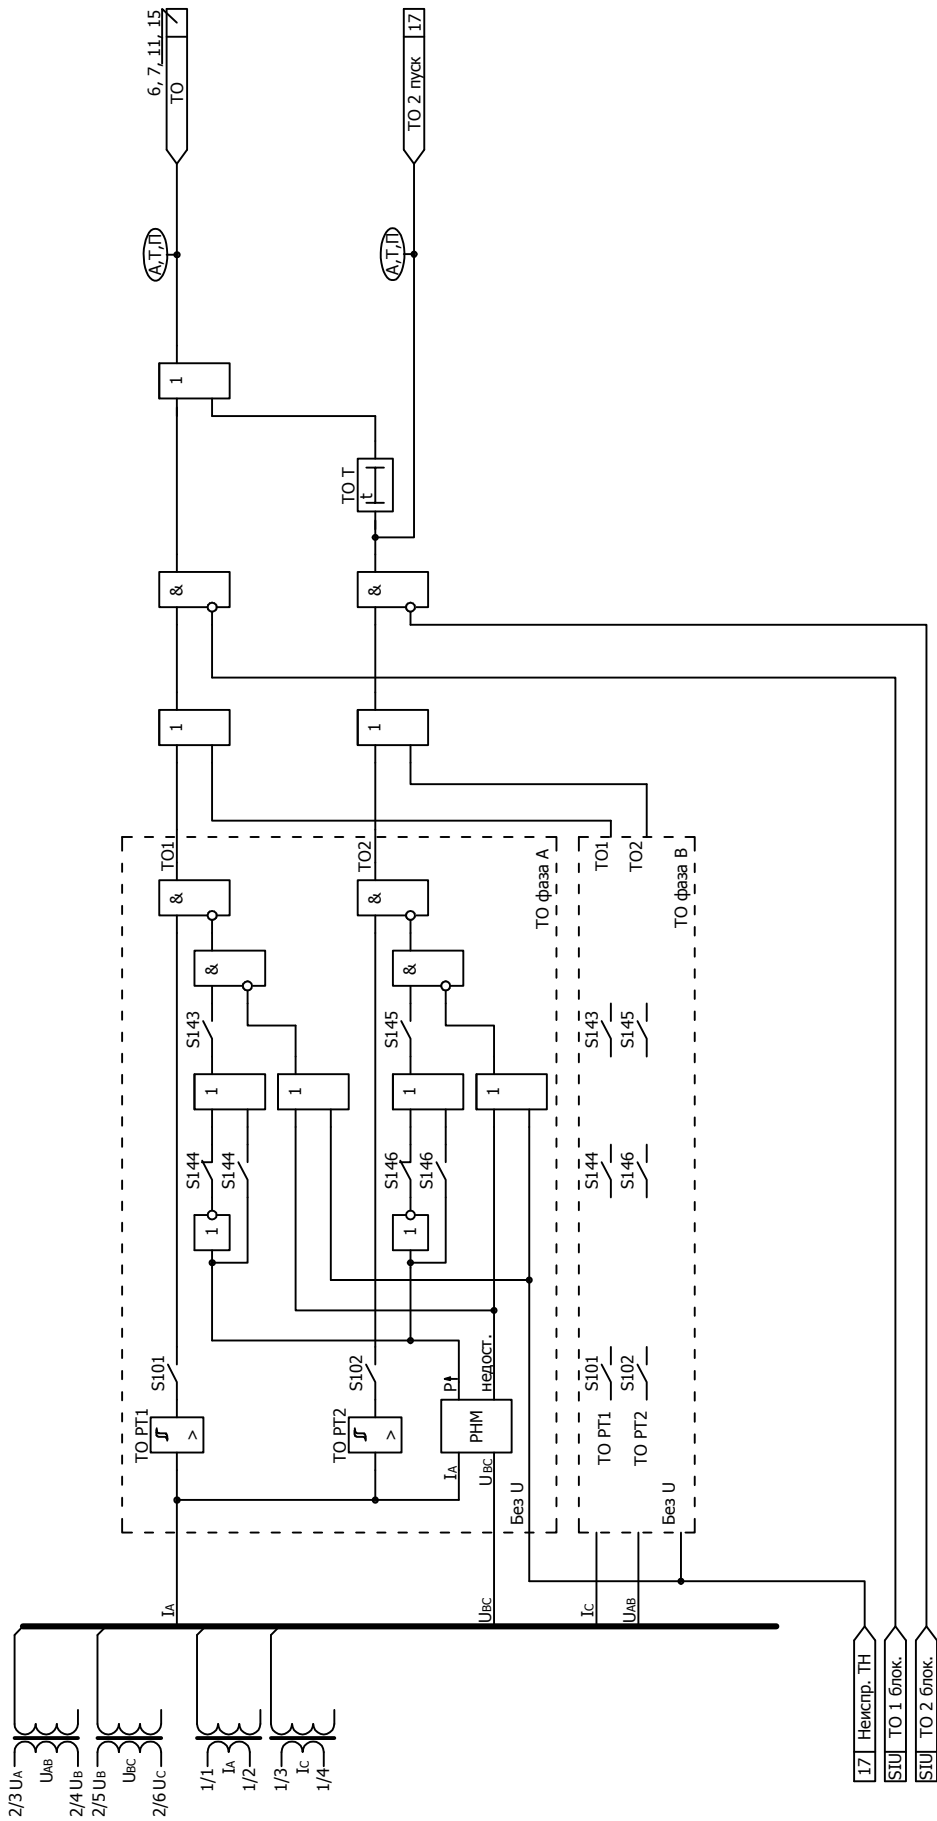 2/3 UA
UAB
2/4 UB
2/5 UB
UBC
2/6 UC
1/1
IA
1/2
1/3
IC
1/4
IA
UBC
IC
UAB
17 Неиспр. ТН
SIU ТО 1 блок.
SIU ТО 2 блок.
ТО РТ1
>
S101
ТО РТ2
>
S102
IA
UBC
РНМ
P
недост.
Без U
1
S144
S144
1
S143
1
&
&
ТО1
1
S146
S146
1
S145
1
&
&
ТО2
ТО фаза А
Без U
ТО РТ1
S101
ТО РТ2
S102
S144
S146
S143
S145
ТО1
ТО2
ТО фаза В
1
1
&
&
ТО Т
t
1
А,Т,П
А,Т,П
6, 7, 11, 15
ТО
ТО 2 пуск 17